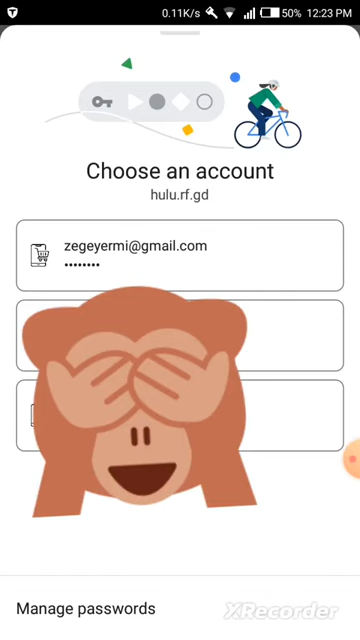 0.11K/s 50% 12:23 PM
Choose an account
hulu.rf.gd
zegeyermi@gmail.com
••••••••
Manage passwords
XRecorder